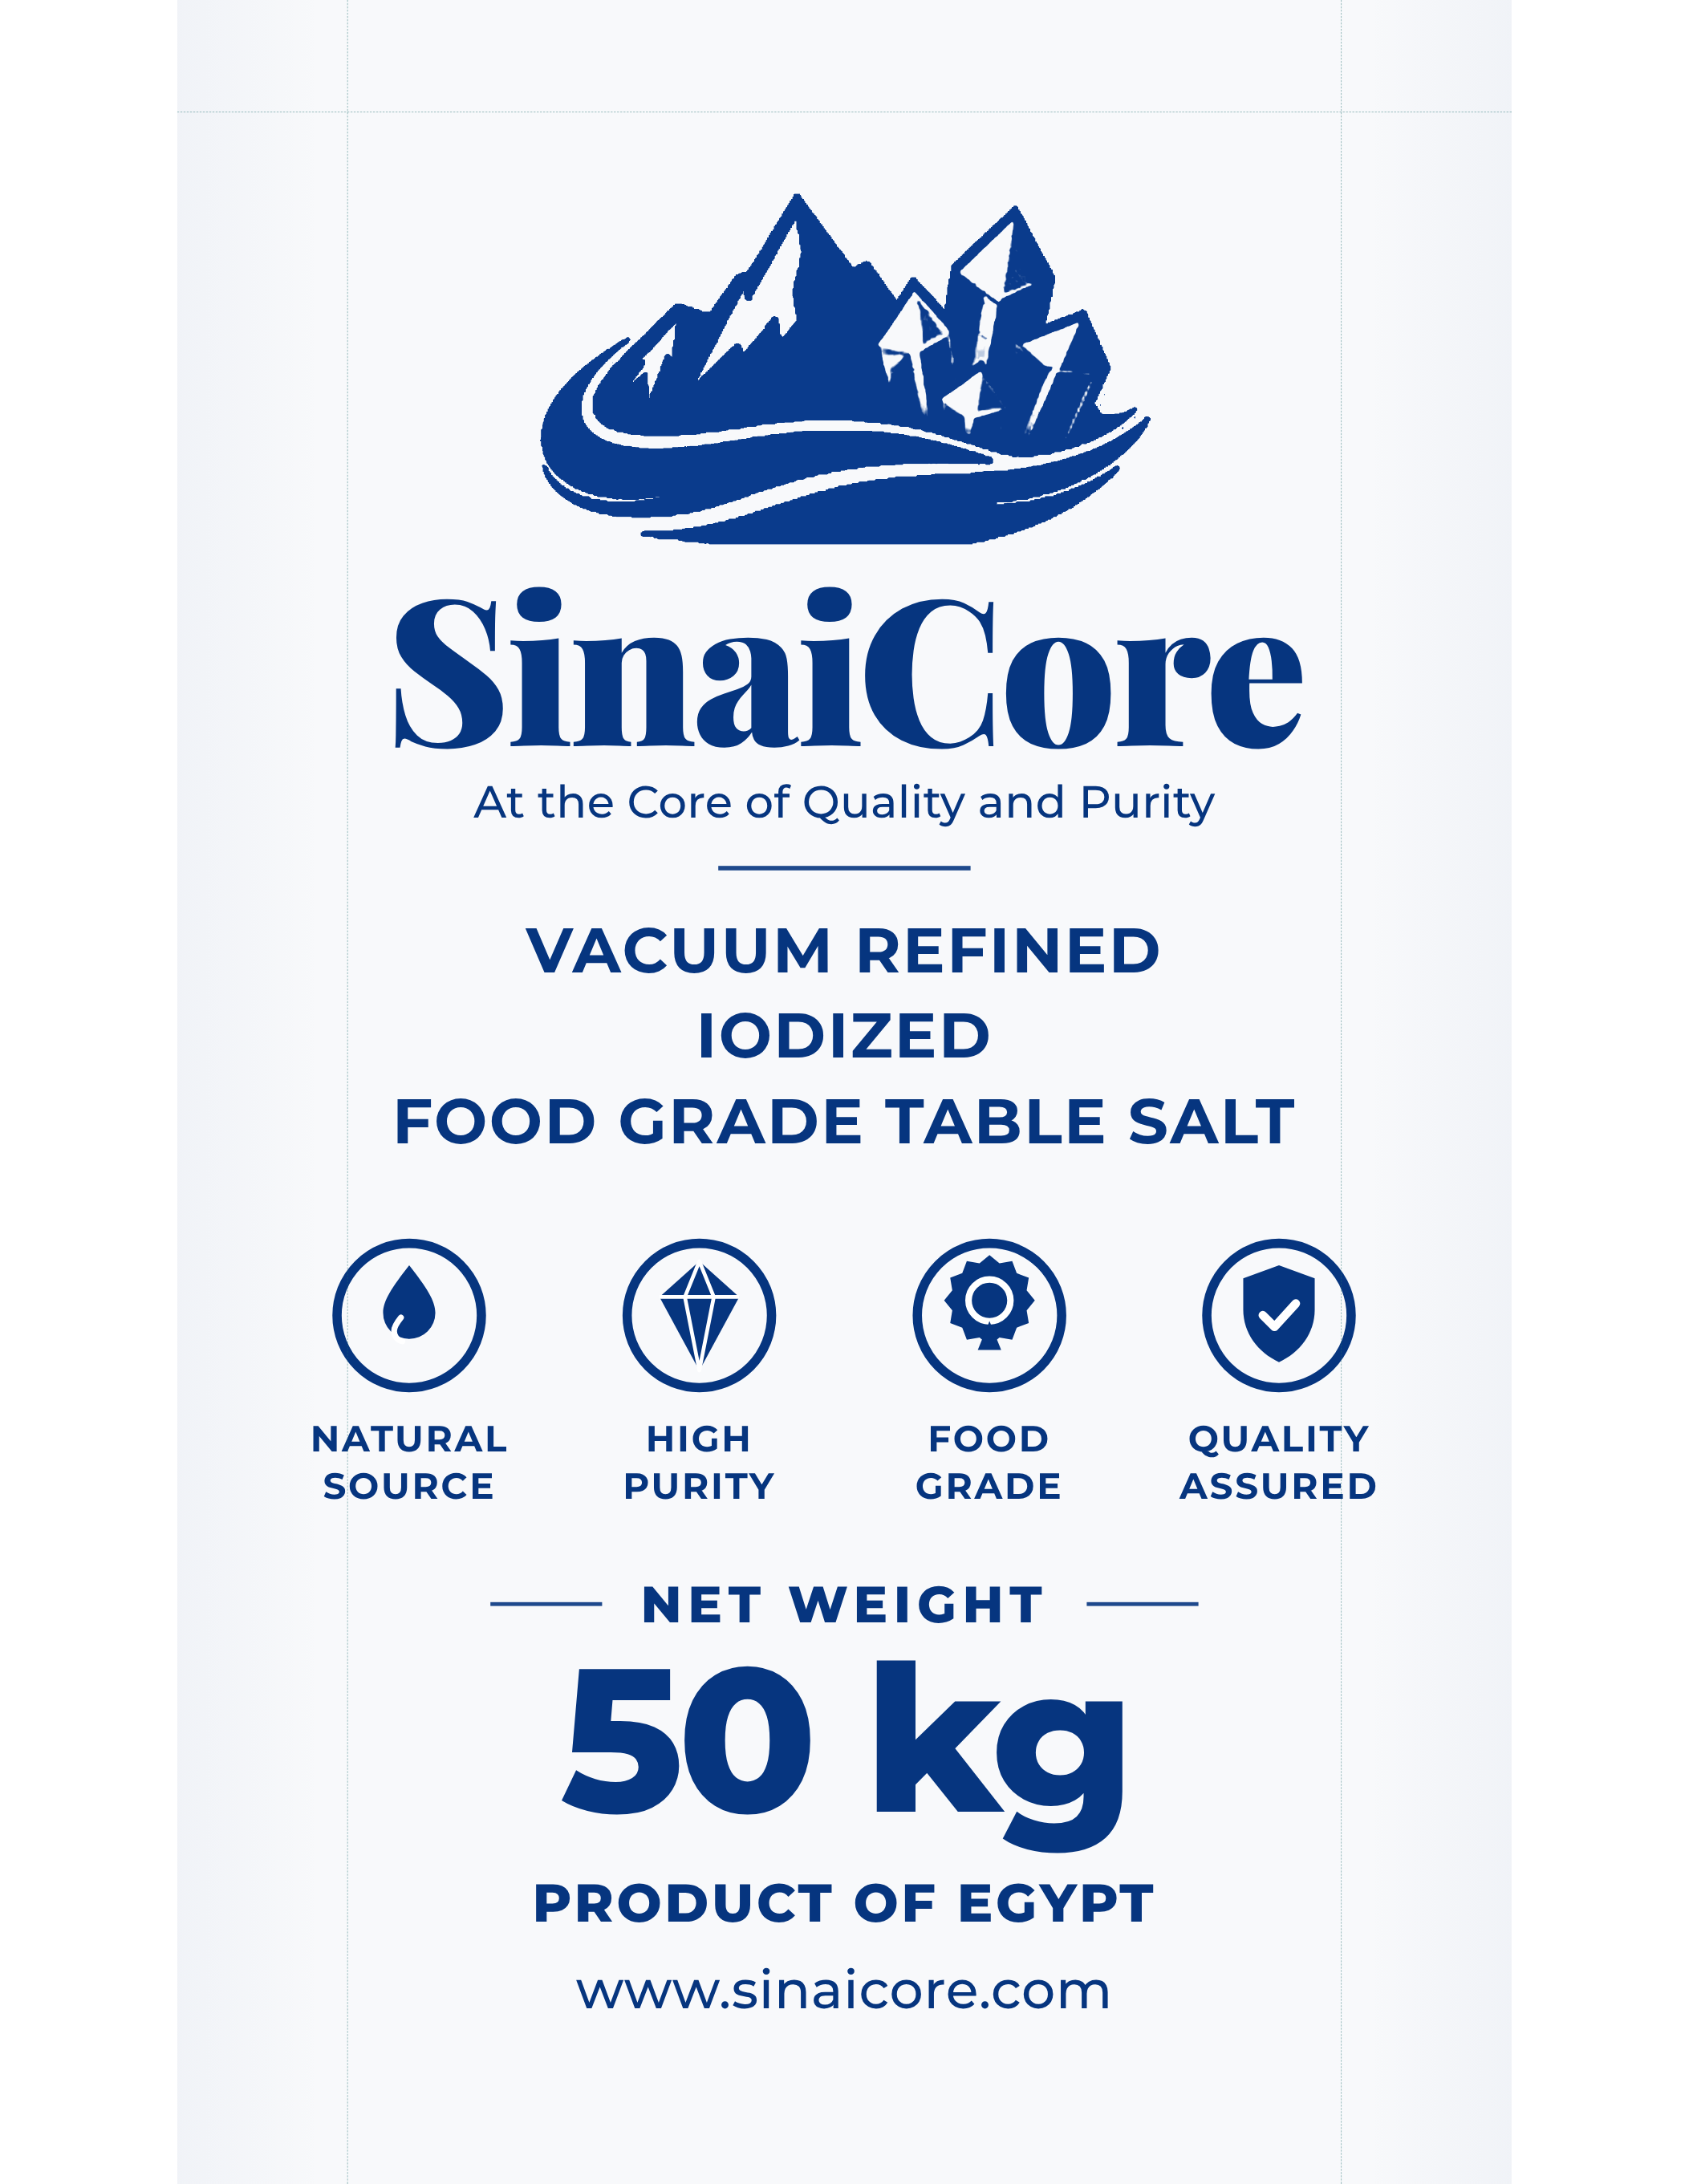 SinaiCore
At the Core of Quality and Purity
VACUUM REFINED
IODIZED
FOOD GRADE TABLE SALT
NATURAL SOURCE
HIGH PURITY
FOOD GRADE
QUALITY ASSURED
NET WEIGHT
50 kg
PRODUCT OF EGYPT
www.sinaicore.com